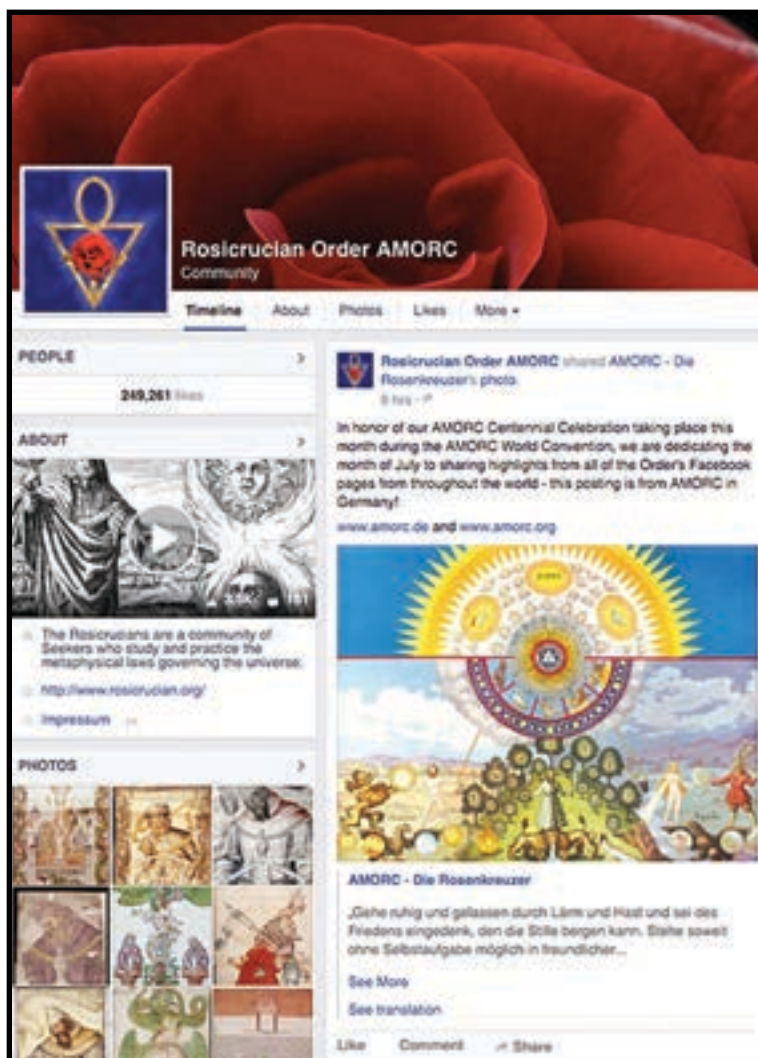 Rosicrucian Order AMORC
Community
Timeline About Photos Likes More
PEOPLE
249,261 likes
ABOUT
The Rosicrucians are a community of
Seekers who study and practice the
metaphysical laws governing the universe.
http://www.rosicrucian.org/
Impressum
PHOTOS
Rosicrucian Order AMORC shared AMORC - Die
Rosenkreuzer's photo.
8 hrs
In honor of our AMORC Centennial Celebration taking place this
month during the AMORC World Convention, we are dedicating the
month of July to sharing highlights from all of the Order's Facebook
pages from throughout the world - this posting is from AMORC in
Germany!
www.amorc.de and www.amorc.org
AMORC - Die Rosenkreuzer
„Gehe ruhig und gelassen durch Lärm und Hast und sei des
Friedens eingedenk, den die Stille bergen kann. Stehe soweit
ohne Selbstaufgabe möglich in freundlicher...
See More
See translation
Like Comment Share